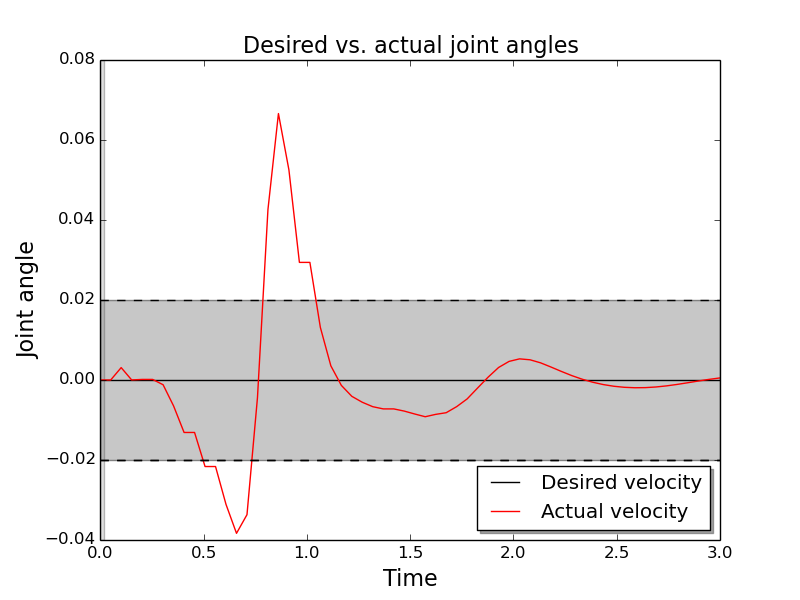 Desired vs. actual joint angles
0.08
0.06
0.04
0.02
0.00
−0.02
−0.04
Joint angle
0.0 0.5 1.0 1.5 2.0 2.5 3.0
Time
Desired velocity
Actual velocity